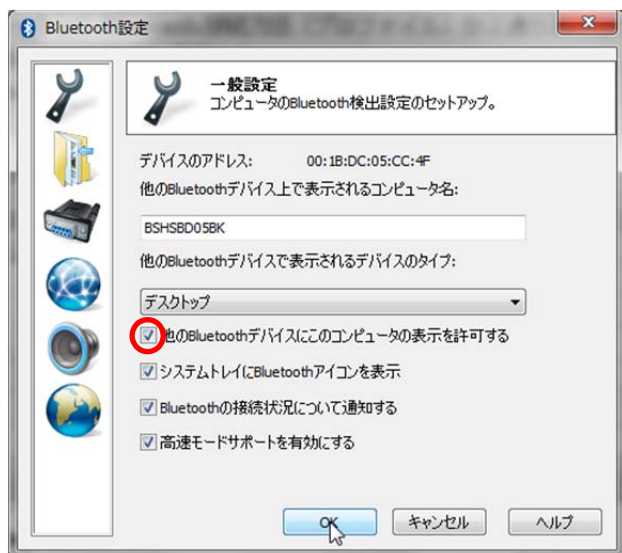 Bluetooth設定
一般設定
コンピュータのBluetooth検出設定のセットアップ。
デバイスのアドレス: 00:1B:DC:05:CC:4F
他のBluetoothデバイス上で表示されるコンピュータ名:
BSHSBD05BK
他のBluetoothデバイスで表示されるデバイスのタイプ:
デスクトップ
他のBluetoothデバイスにこのコンピュータの表示を許可する
システムトレイにBluetoothアイコンを表示
Bluetoothの接続状況について通知する
高速モードサポートを有効にする
OK キャンセル ヘルプ